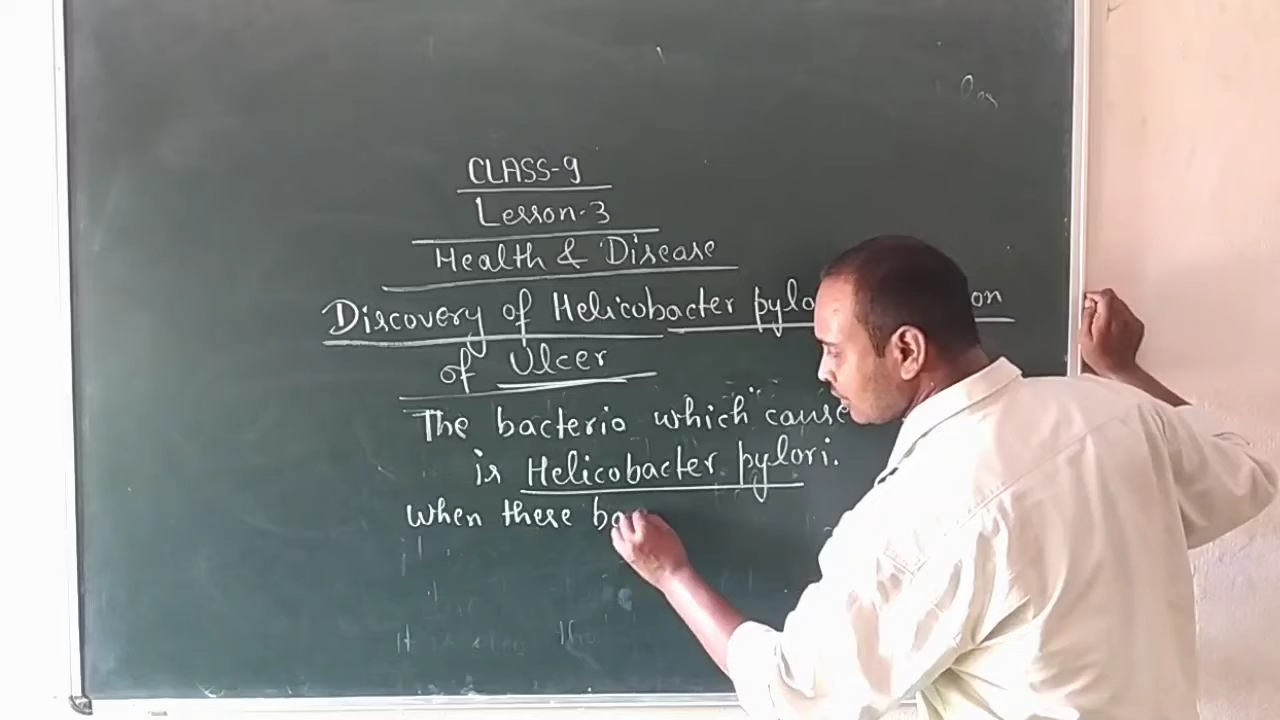 CLASS-9
Lesson-3
Health & Disease
Discovery of Helicobacter pylo on
of Ulcer
The bacteria which cause
is Helicobacter pylori.
When these ba